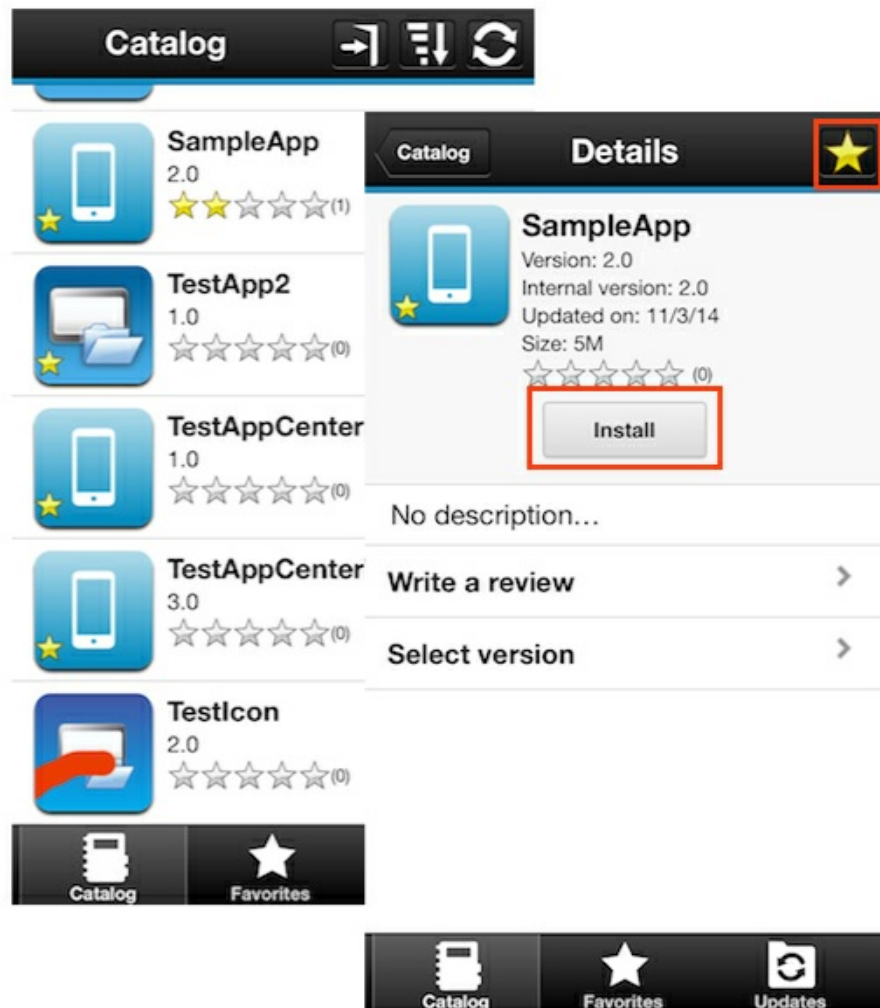 Catalog
SampleApp
2.0
(1)
TestApp2
1.0
(0)
TestAppCenter
1.0
(0)
TestAppCenter
3.0
(0)
TestIcon
2.0
(0)
Catalog
Favorites
Catalog
Details
SampleApp
Version: 2.0
Internal version: 2.0
Updated on: 11/3/14
Size: 5M
(0)
Install
No description...
Write a review
Select version
Catalog
Favorites
Updates